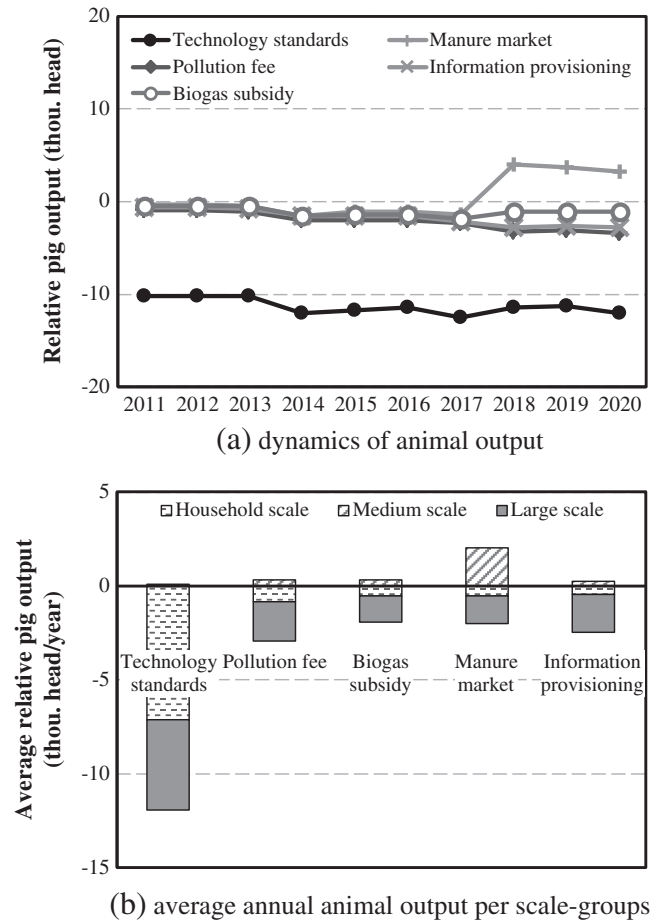 20
10
0
-10
-20
Relative pig output (thou. head)
Technology standards
Manure market
Pollution fee
Information provisioning
Biogas subsidy
2011 2012 2013 2014 2015 2016 2017 2018 2019 2020
(a) dynamics of animal output
5
0
-5
-10
-15
Average relative pig output
(thou. head/year)
Household scale Medium scale Large scale
Technology standards
Pollution fee
Biogas subsidy
Manure market
Information provisioning
(b) average annual animal output per scale-groups